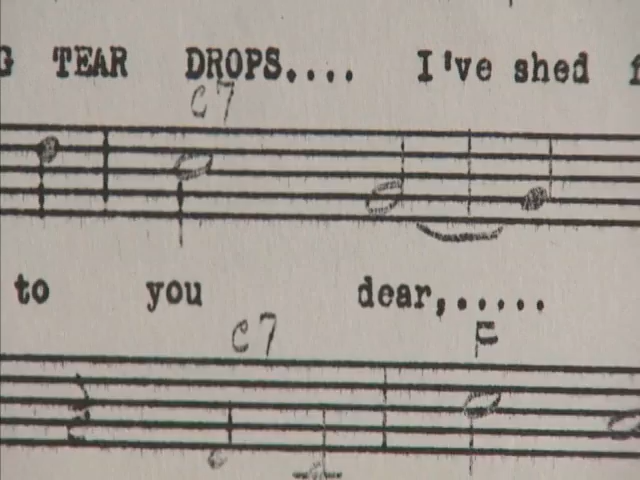 G TEAR DROPS.... I've shed f
C7
to you dear,.....
C7 F